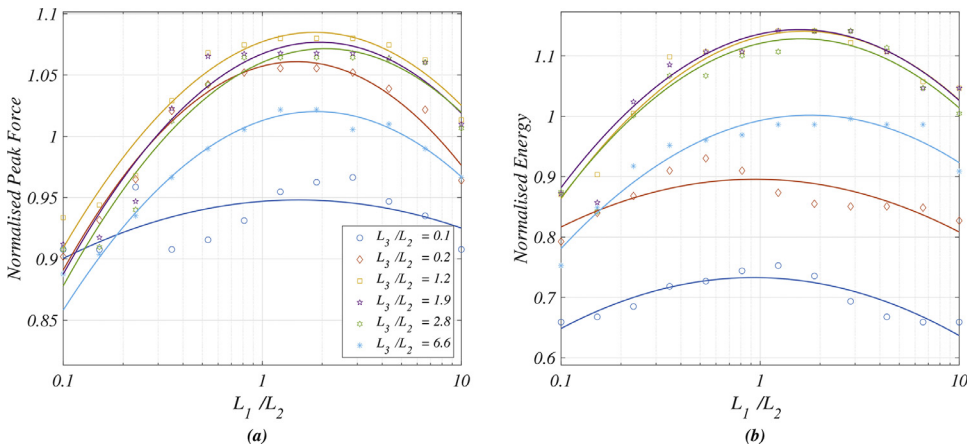 Normalised Peak Force
1.1
1.05
1
0.95
0.9
0.85
0.1
1
10
L1/L2
(a)
L3/L2 = 0.1
L3/L2 = 0.2
L3/L2 = 1.2
L3/L2 = 1.9
L3/L2 = 2.8
L3/L2 = 6.6
Normalised Energy
1.1
1
0.9
0.8
0.7
0.6
0.1
1
10
L1/L2
(b)